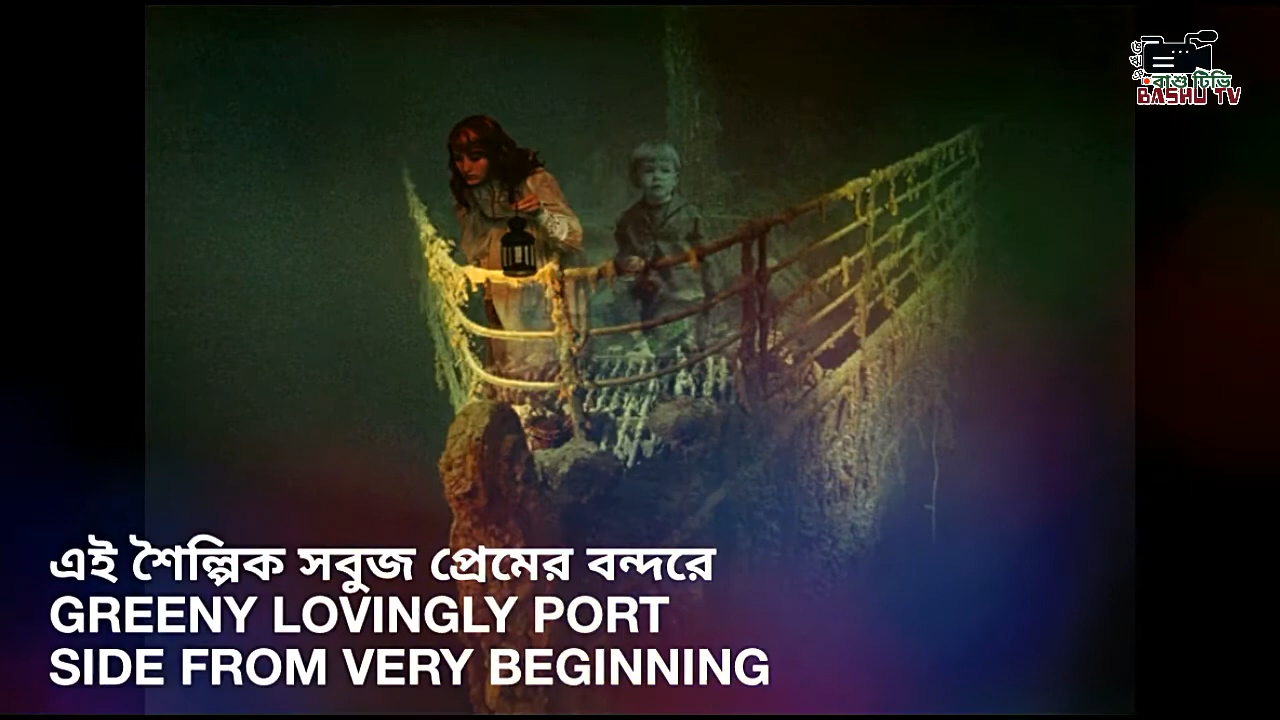 বাশু টিভি
BASHU TV
এই শৈল্পিক সবুজ প্রেমের বন্দরে
GREENY LOVINGLY PORT
SIDE FROM VERY BEGINNING